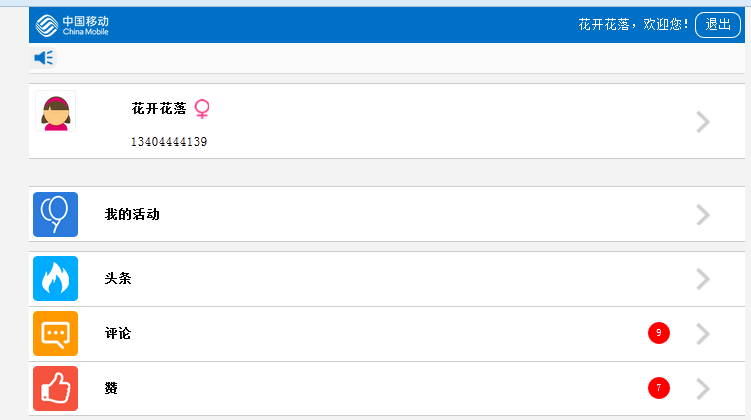 中国移动
China Mobile
花开花落，欢迎您！ 退出
花开花落
13404444139
我的活动
头条
评论 9
赞 7